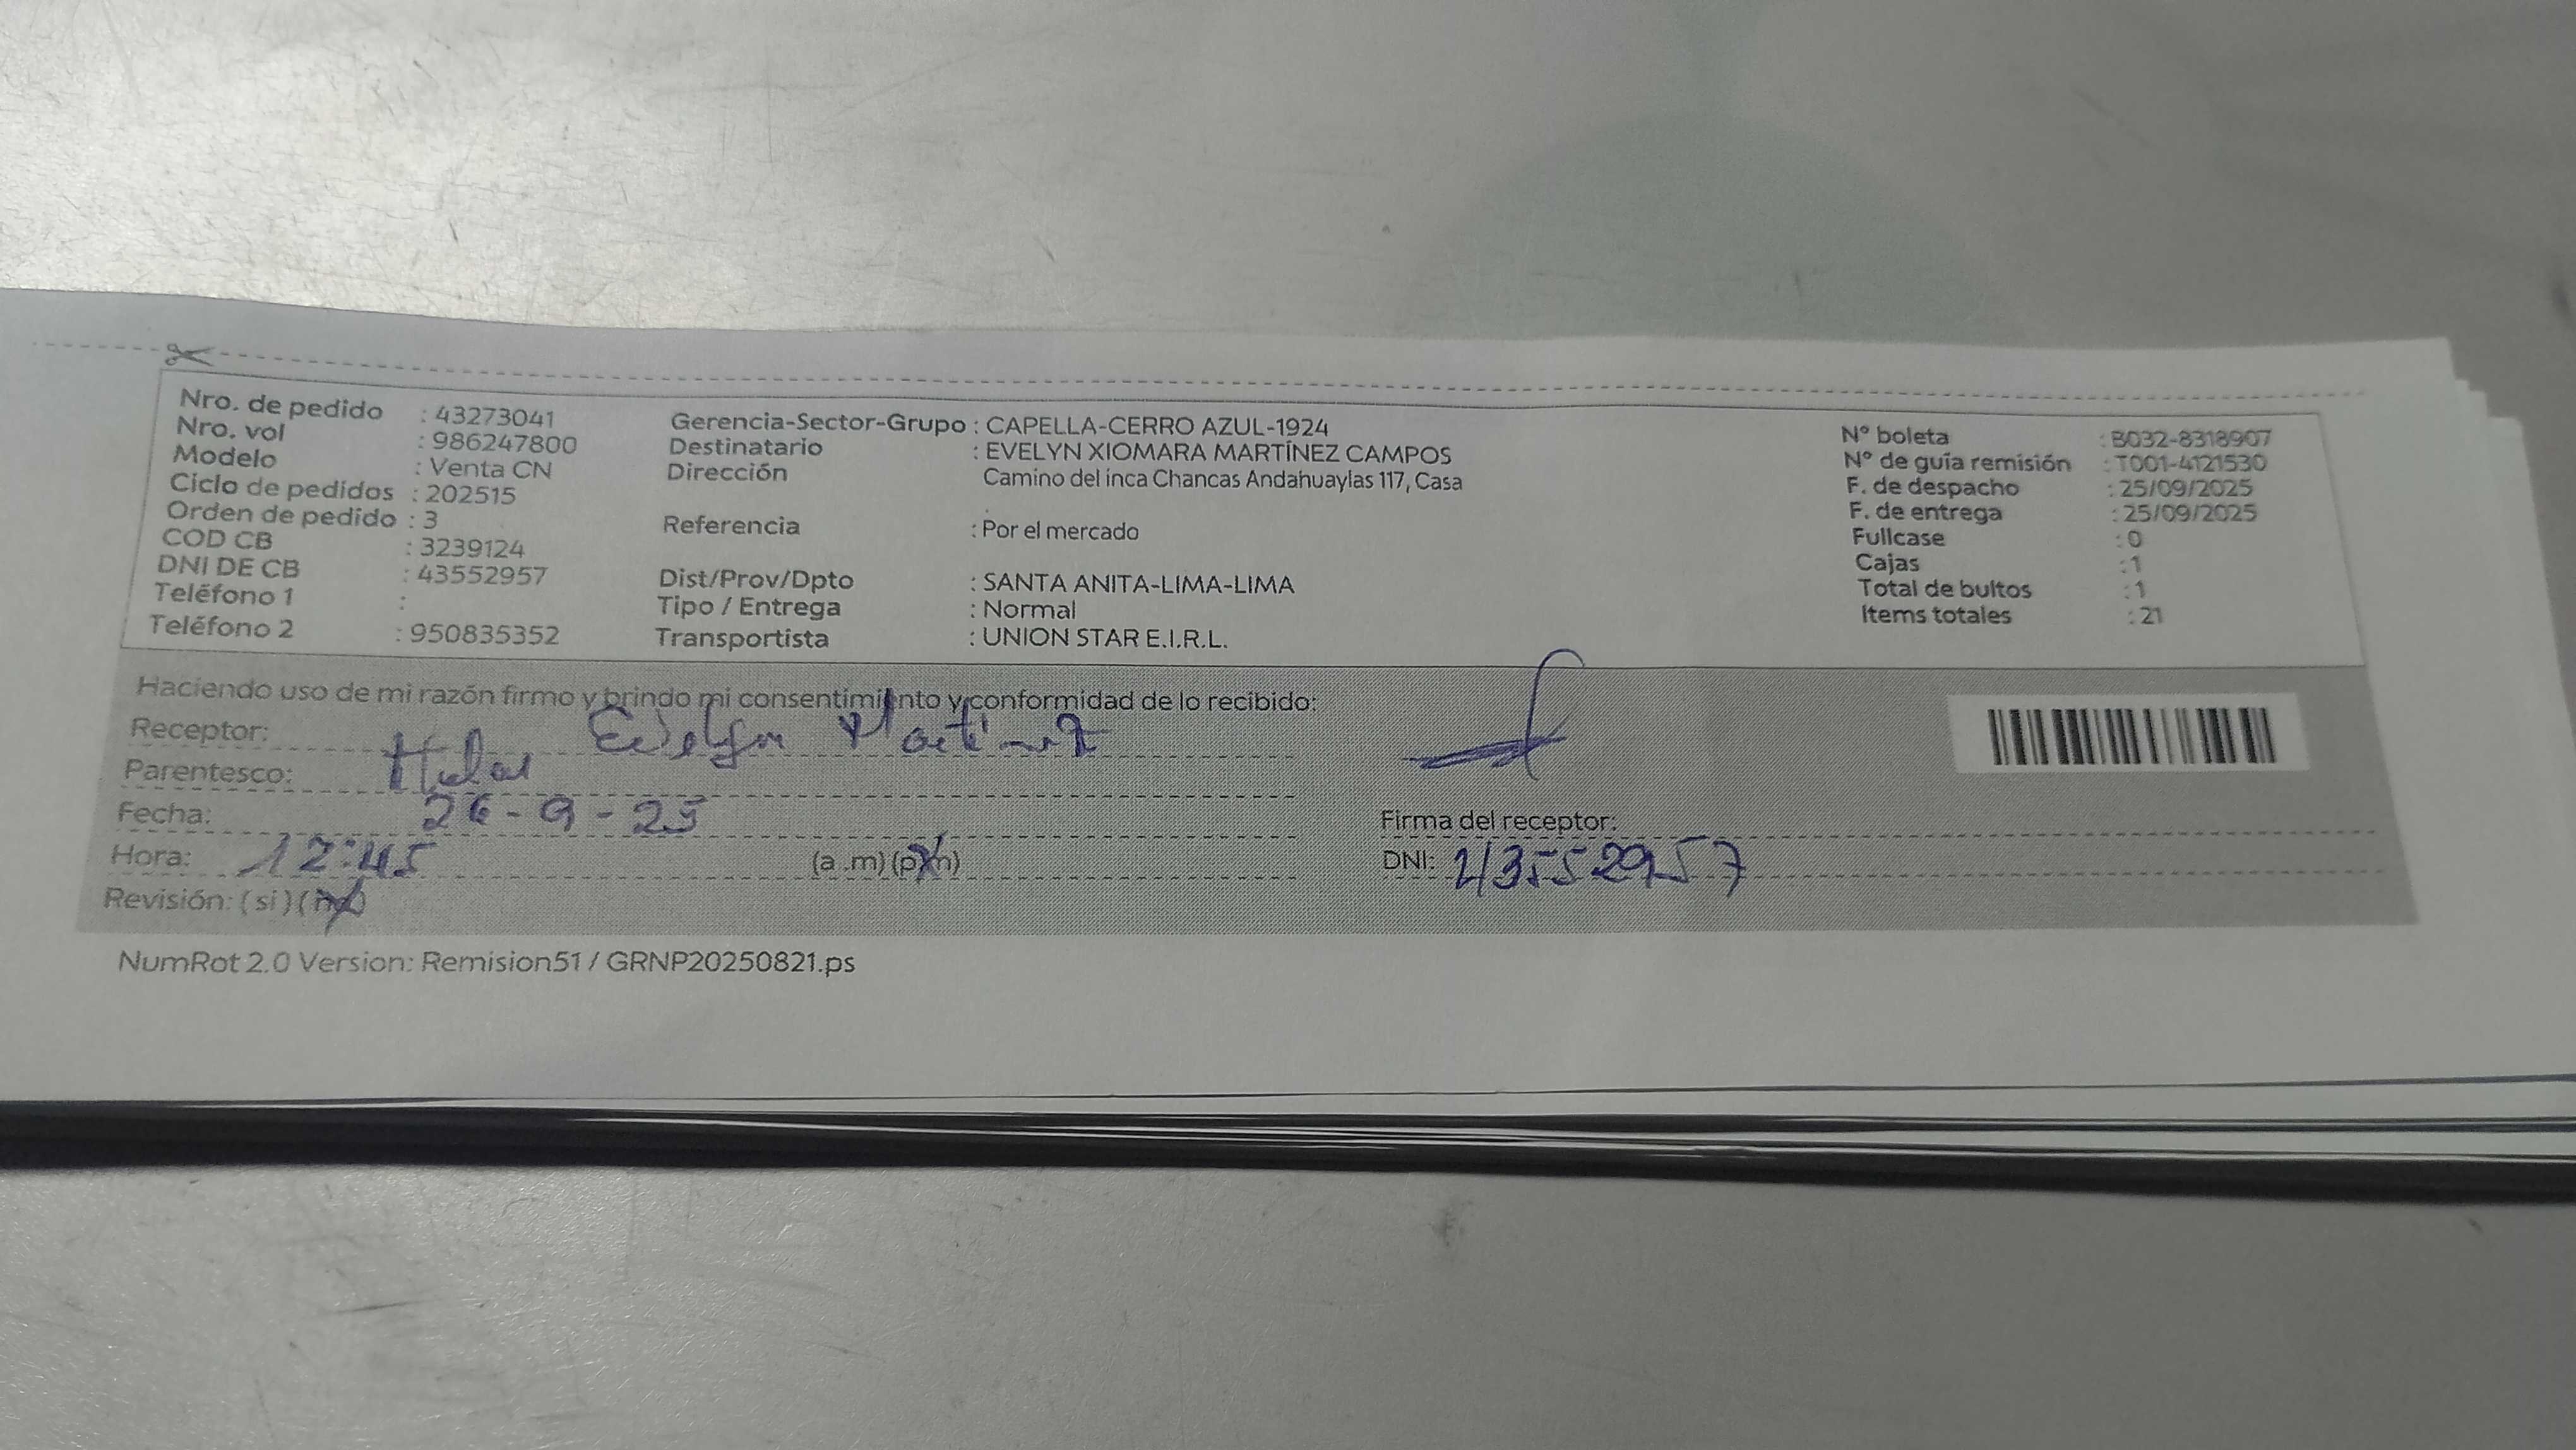 Nro. de pedido : 43273041
Nro. vol : 986247800
Modelo : Venta CN
Ciclo de pedidos : 202515
Orden de pedido : 3
COD CB : 3239124
DNI DE CB : 43552957
Teléfono 1 :
Teléfono 2 : 950835352
Gerencia-Sector-Grupo : CAPELLA-CERRO AZUL-1924
Destinatario : EVELYN XIOMARA MARTÍNEZ CAMPOS
Dirección Camino del inca Chancas Andahuaylas 117, Casa
Referencia : Por el mercado
Dist/Prov/Dpto : SANTA ANITA-LIMA-LIMA
Tipo / Entrega : Normal
Transportista : UNION STAR E.I.R.L.
N° boleta : B032-8318907
N° de guía remisión : T001-4121530
F. de despacho : 25/09/2025
F. de entrega : 25/09/2025
Fullcase : 0
Cajas : 1
Total de bultos : 1
Items totales : 21
Haciendo uso de mi razón firmo y brindo mi consentimiento y conformidad de lo recibido:
Receptor: Evelyn Martinez
Parentesco:
Fecha: 26-9-25
Hora: 12:45 (a .m) (p.m)
Revisión: ( si ) ( no )
Firma del receptor:
DNI: 43552957
NumRot 2.0 Version: Remision51 / GRNP20250821.ps